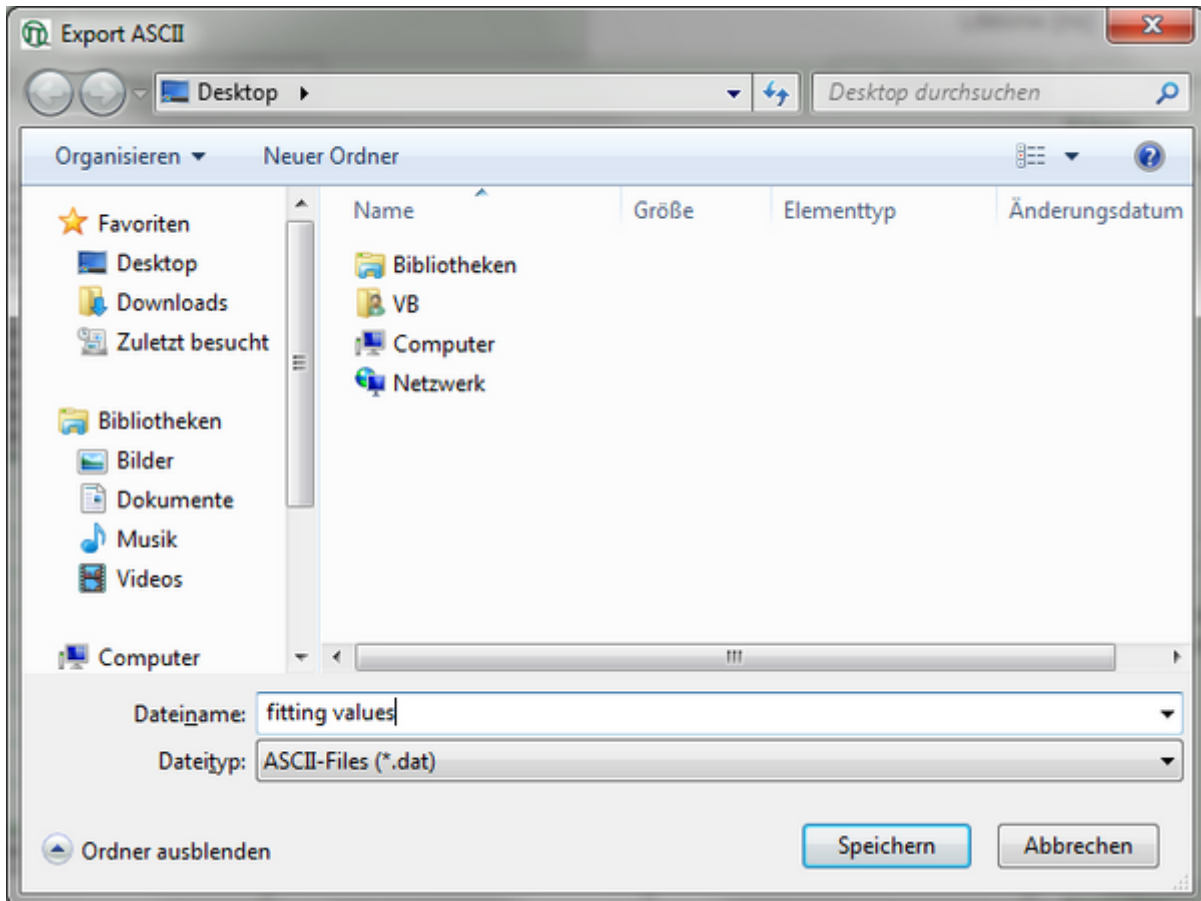 Export ASCII
Desktop
Desktop durchsuchen
Organisieren
Neuer Ordner
Name
Größe
Elementtyp
Änderungsdatum
Favoriten
Desktop
Downloads
Zuletzt besucht
Bibliotheken
Bilder
Dokumente
Musik
Videos
Computer
Bibliotheken
VB
Computer
Netzwerk
Dateiname: fitting values
Dateityp: ASCII-Files (*.dat)
Ordner ausblenden
Speichern
Abbrechen